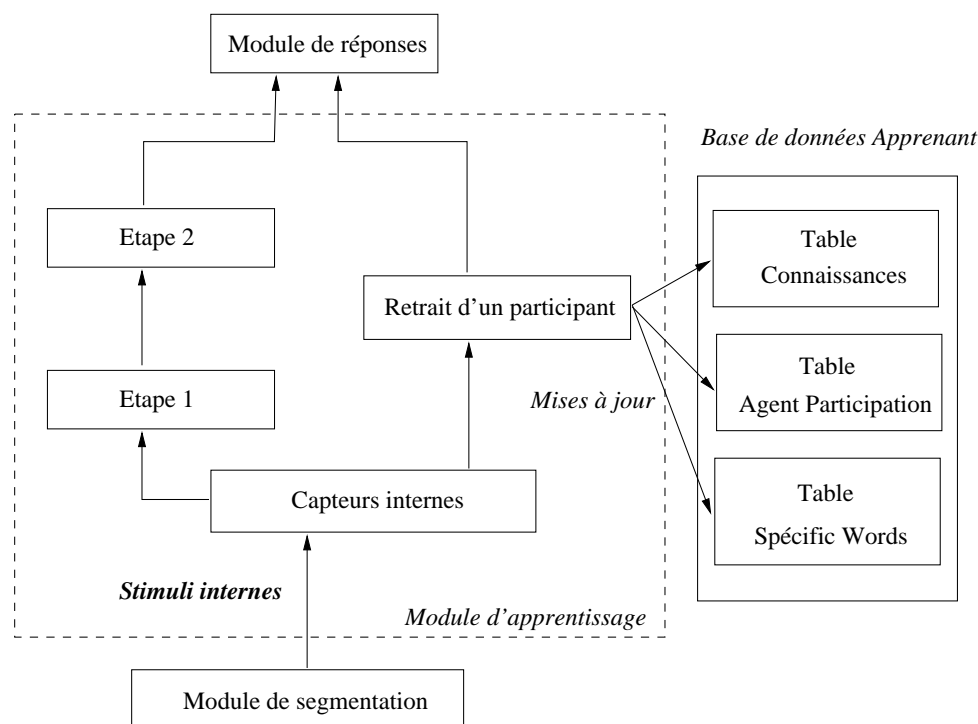 Module de réponses
Base de données Apprenant
Etape 2
Table
Connaissances
Retrait d'un participant
Table
Agent Participation
Etape 1
Mises à jour
Capteurs internes
Table
Spécific Words
Stimuli internes
Module d'apprentissage
Module de segmentation